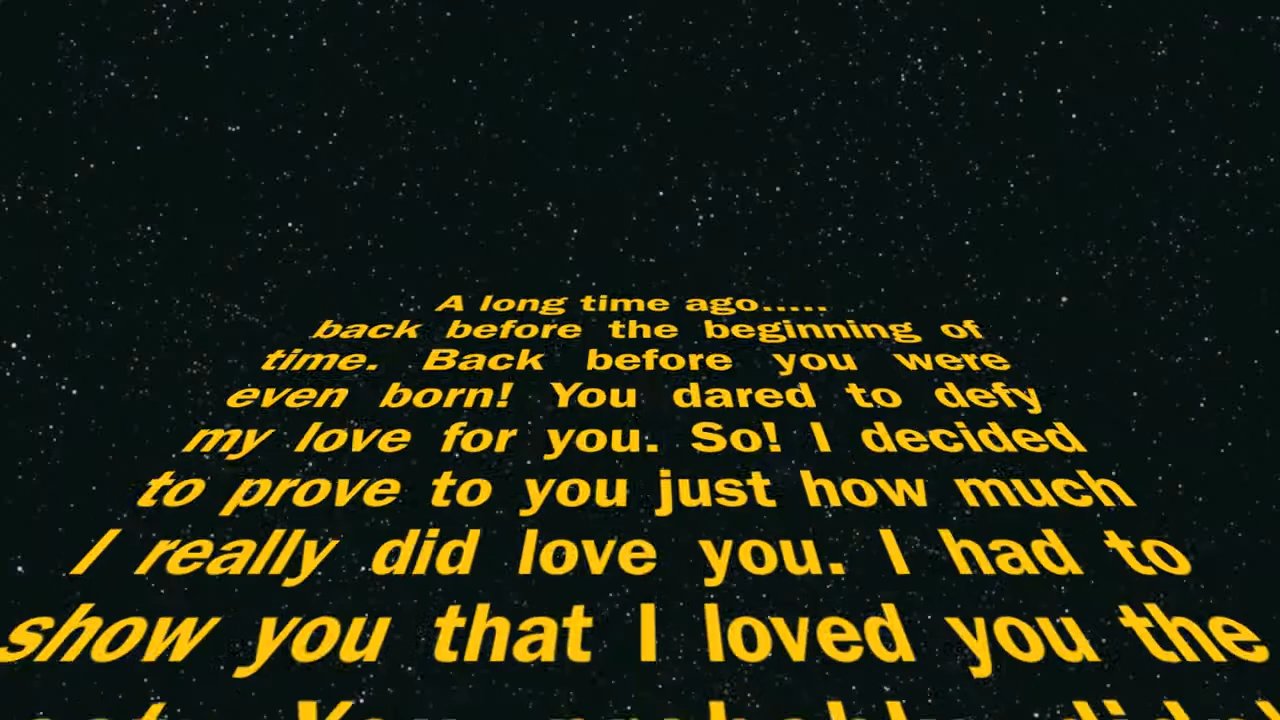 A long time ago.....
back before the beginning of
time. Back before you were
even born! You dared to defy
my love for you. So! I decided
to prove to you just how much
I really did love you. I had to
show you that I loved you the
You probably